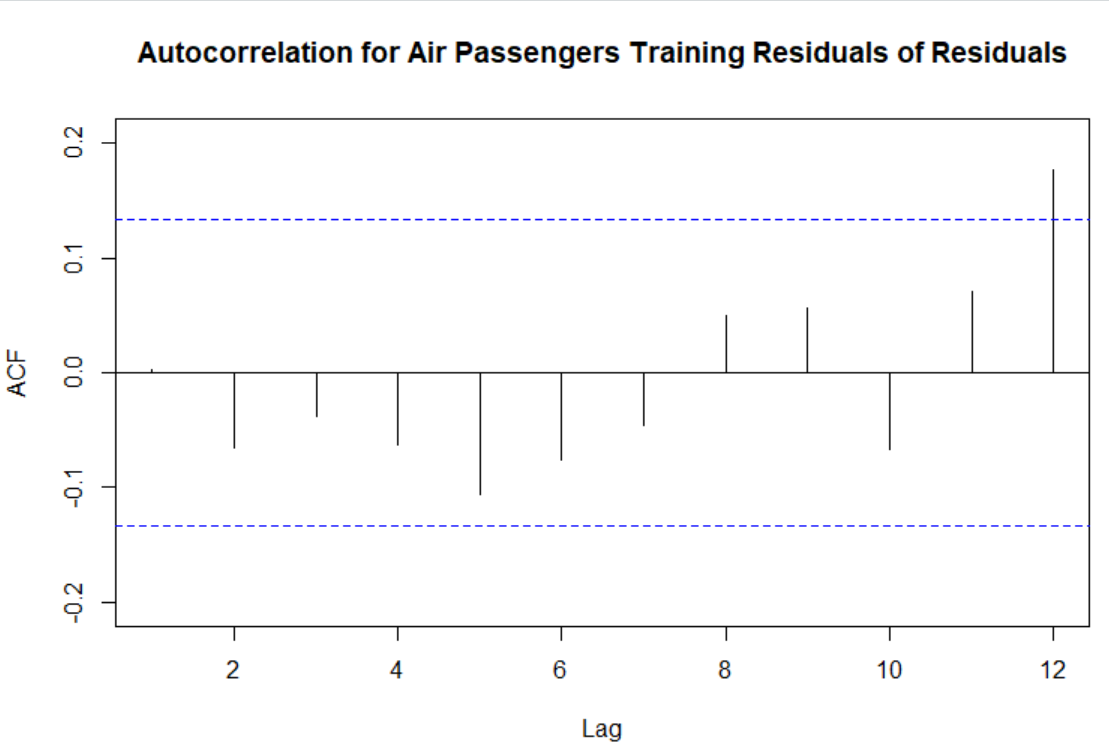 Autocorrelation for Air Passengers Training Residuals of Residuals
0.2
0.1
0.0
-0.1
-0.2
ACF
2 4 6 8 10 12
Lag